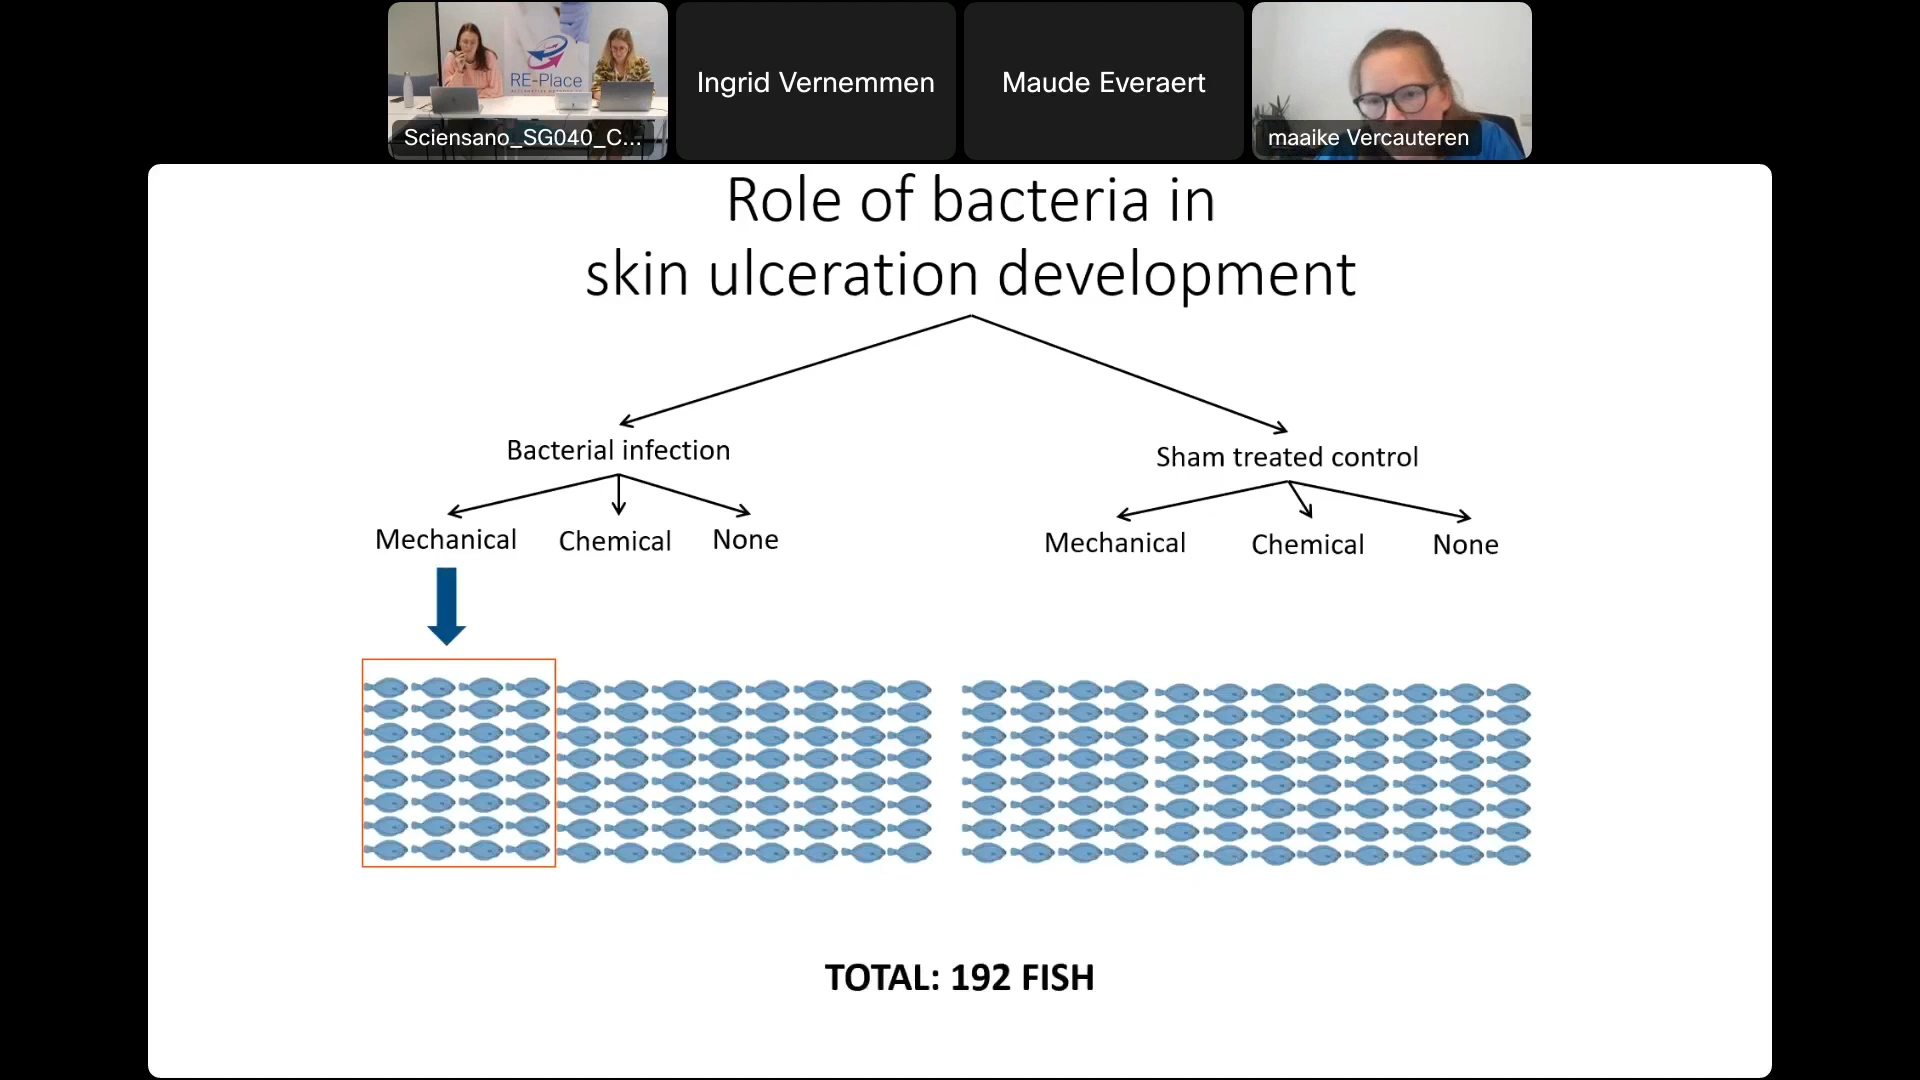 RE-Place
Sciensano_SG040_C...
Ingrid Vernemmen
Maude Everaert
maaike Vercauteren
Role of bacteria in
skin ulceration development
Bacterial infection
Sham treated control
Mechanical
Chemical
None
Mechanical
Chemical
None
TOTAL: 192 FISH